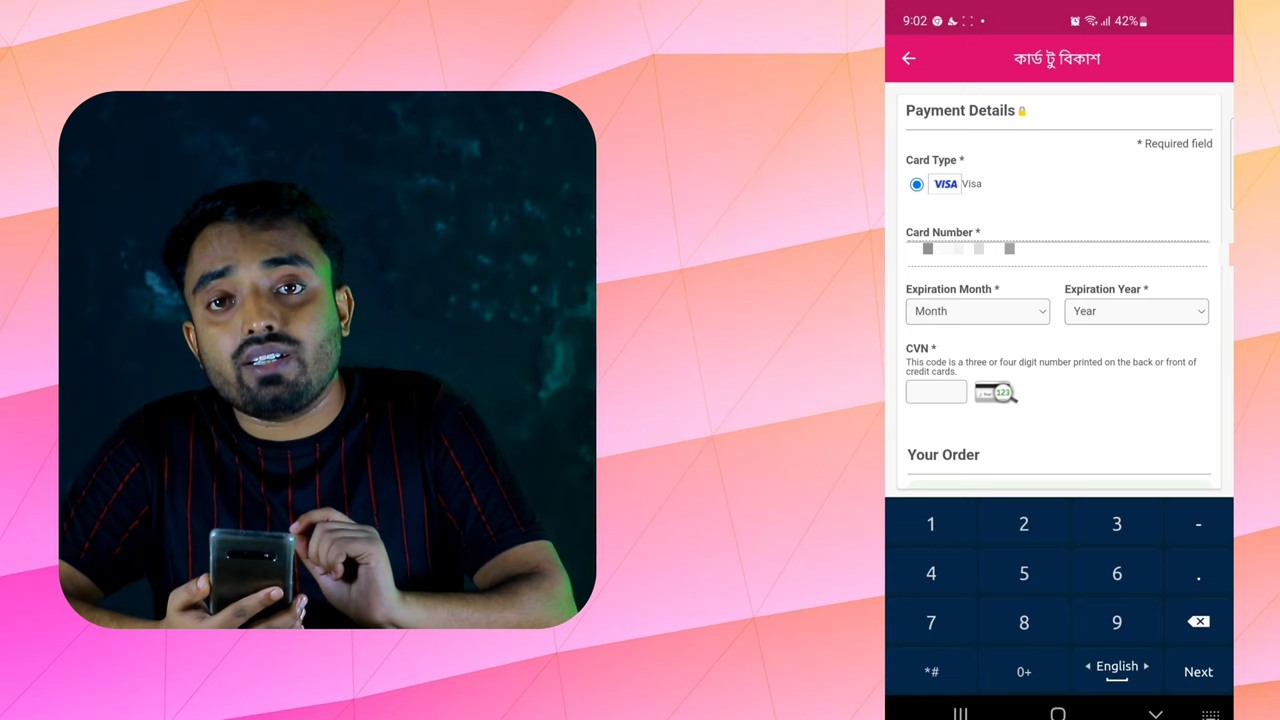 9:02 42%
কার্ড টু বিকাশ
Payment Details
* Required field
Card Type *
VISA Visa
Card Number *
Expiration Month * Expiration Year *
Month Year
CVN *
This code is a three or four digit number printed on the back or front of
credit cards.
123
Your Order
1 2 3 -
4 5 6 .
7 8 9
*# 0+ English Next